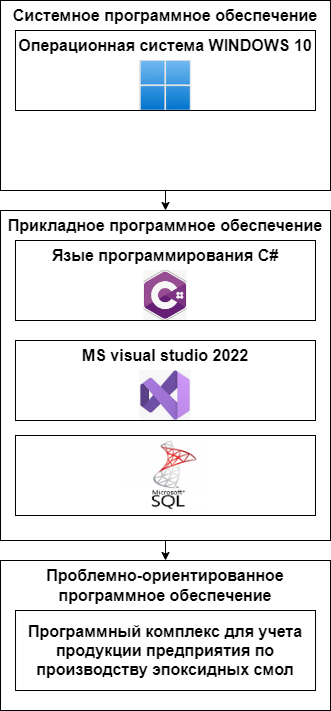 Системное программное обеспечение
Операционная система WINDOWS 10
Прикладное программное обеспечение
Язые программирования C#
C#
MS visual studio 2022
Microsoft
SQL
Проблемно-ориентированное
программное обеспечение
Программный комплекс для учета
продукции предприятия по
производству эпоксидных смол